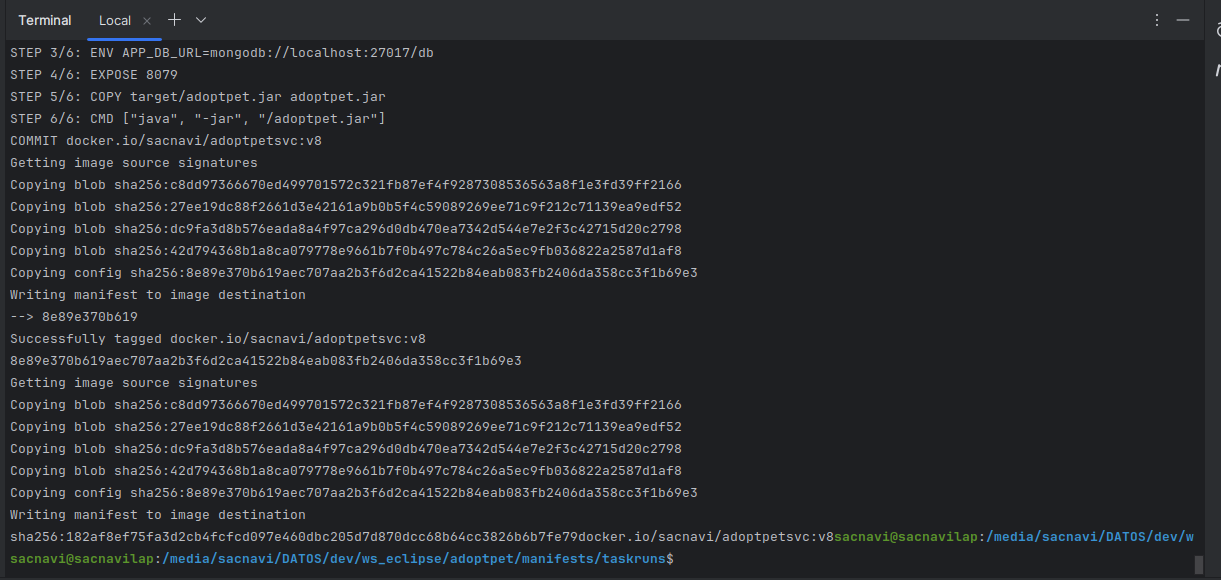 Terminal Local
STEP 3/6: ENV APP_DB_URL=mongodb://localhost:27017/db
STEP 4/6: EXPOSE 8079
STEP 5/6: COPY target/adoptpet.jar adoptpet.jar
STEP 6/6: CMD ["java", "-jar", "/adoptpet.jar"]
COMMIT docker.io/sacnavi/adoptpetsvc:v8
Getting image source signatures
Copying blob sha256:c8dd97366670ed499701572c321fb87ef4f9287308536563a8f1e3fd39ff2166
Copying blob sha256:27ee19dc88f2661d3e42161a9b0b5f4c59089269ee71c9f212c71139ea9edf52
Copying blob sha256:dc9fa3d8b576eada8a4f97ca296d0db470ea7342d544e7e2f3c42715d20c2798
Copying blob sha256:42d794368b1a8ca079778e9661b7f0b497c784c26a5ec9fb036822a2587d1af8
Copying config sha256:8e89e370b619aec707aa2b3f6d2ca41522b84eab083fb2406da358cc3f1b69e3
Writing manifest to image destination
--> 8e89e370b619
Successfully tagged docker.io/sacnavi/adoptpetsvc:v8
8e89e370b619aec707aa2b3f6d2ca41522b84eab083fb2406da358cc3f1b69e3
Getting image source signatures
Copying blob sha256:c8dd97366670ed499701572c321fb87ef4f9287308536563a8f1e3fd39ff2166
Copying blob sha256:27ee19dc88f2661d3e42161a9b0b5f4c59089269ee71c9f212c71139ea9edf52
Copying blob sha256:dc9fa3d8b576eada8a4f97ca296d0db470ea7342d544e7e2f3c42715d20c2798
Copying blob sha256:42d794368b1a8ca079778e9661b7f0b497c784c26a5ec9fb036822a2587d1af8
Copying config sha256:8e89e370b619aec707aa2b3f6d2ca41522b84eab083fb2406da358cc3f1b69e3
Writing manifest to image destination
sha256:182af8ef75fa3d2cb4fcfcd097e460dbc205d7d870dcc68b64cc3826b6b7fe79docker.io/sacnavi/adoptpetsvc:v8sacnavi@sacnavilap:/media/sacnavi/DATOS/dev/w
sacnavi@sacnavilap:/media/sacnavi/DATOS/dev/ws_eclipse/adoptpet/manifests/taskruns$